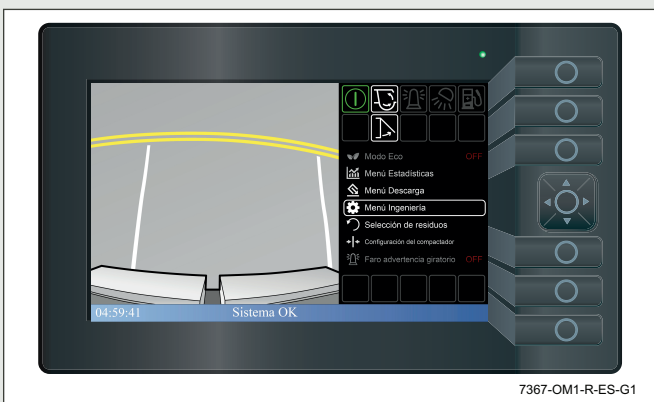 Modo Eco OFF
Menú Estadísticas
Menú Descarga
Menú Ingeniería
Selección de residuos
Configuración del compactador
Faro advertencia giratorio OFF
04:59:41 Sistema OK
7367-OM1-R-ES-G1